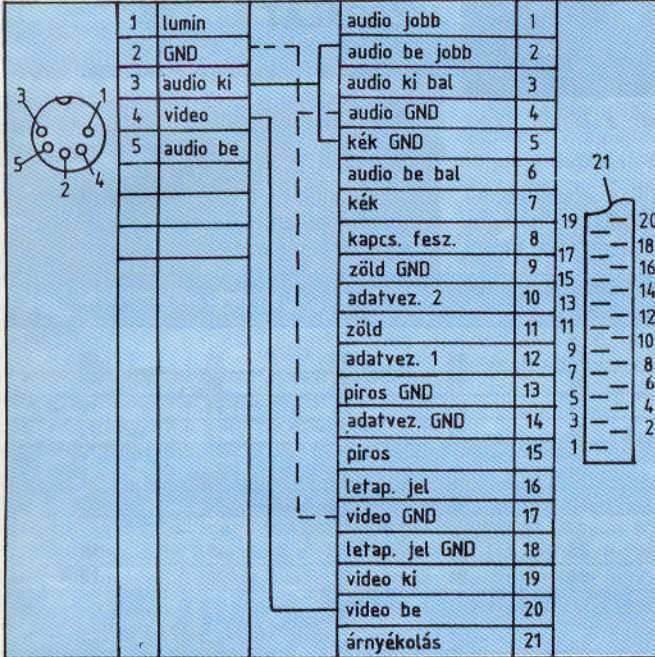 1 lumin
2 GND
3 audio ki
4 video
5 audio be
3 1
5 4
2
audio jobb 1
audio be jobb 2
audio ki bal 3
audio GND 4
kék GND 5
audio be bal 6
kék 7
kapcs. fesz. 8
zöld GND 9
adatvez. 2 10
zöld 11
adatvez. 1 12
piros GND 13
adatvez. GND 14
piros 15
letap. jel 16
video GND 17
letap. jel GND 18
video ki 19
video be 20
árnyékolás 21
21
19 20
17 18
15 16
13 14
11 12
9 10
7 8
5 6
3 4
1 2